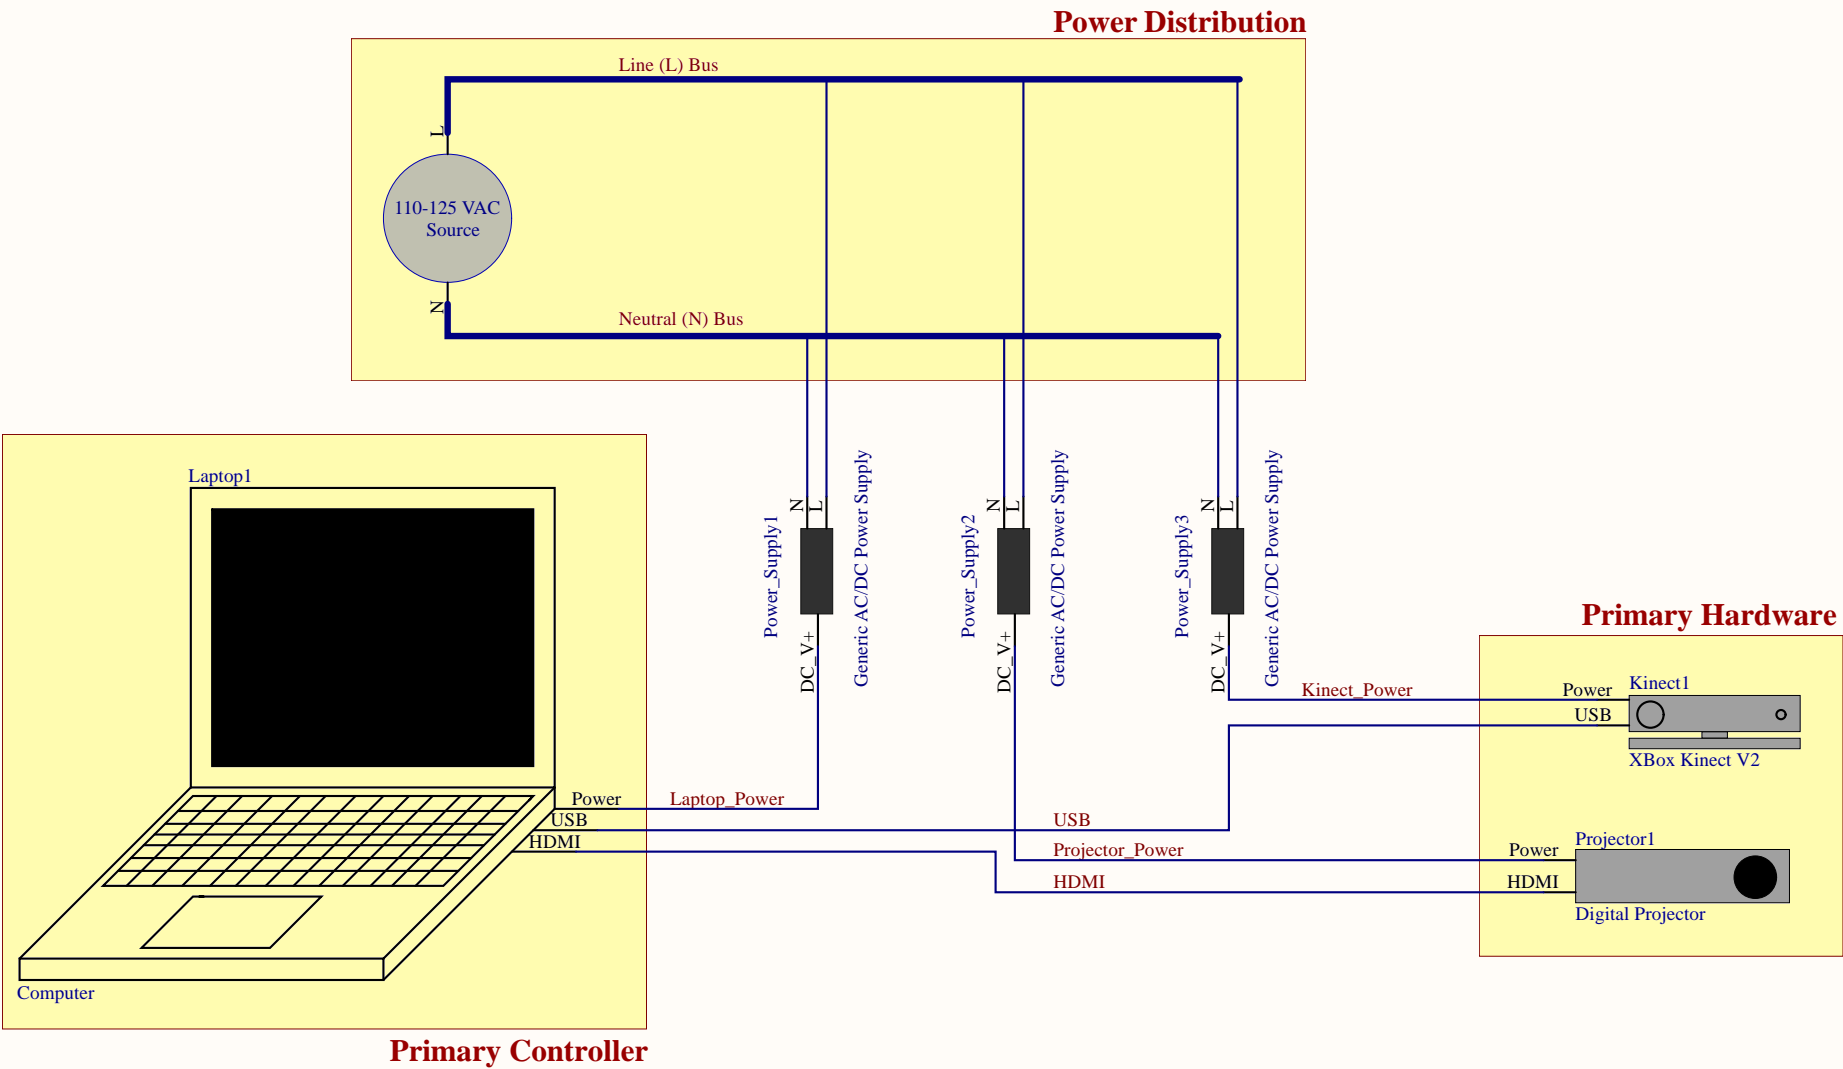 Power Distribution
Line (L) Bus
L
110-125 VAC
Source
N
Neutral (N) Bus
Laptop1
Computer
Primary Controller
Power
USB
HDMI
Power_Supply1
N
L
DC_V+
Generic AC/DC Power Supply
Power_Supply2
N
L
DC_V+
Generic AC/DC Power Supply
Power_Supply3
N
L
DC_V+
Generic AC/DC Power Supply
Laptop_Power
USB
Projector_Power
HDMI
Kinect_Power
Primary Hardware
Kinect1
Power
USB
XBox Kinect V2
Projector1
Power
HDMI
Digital Projector